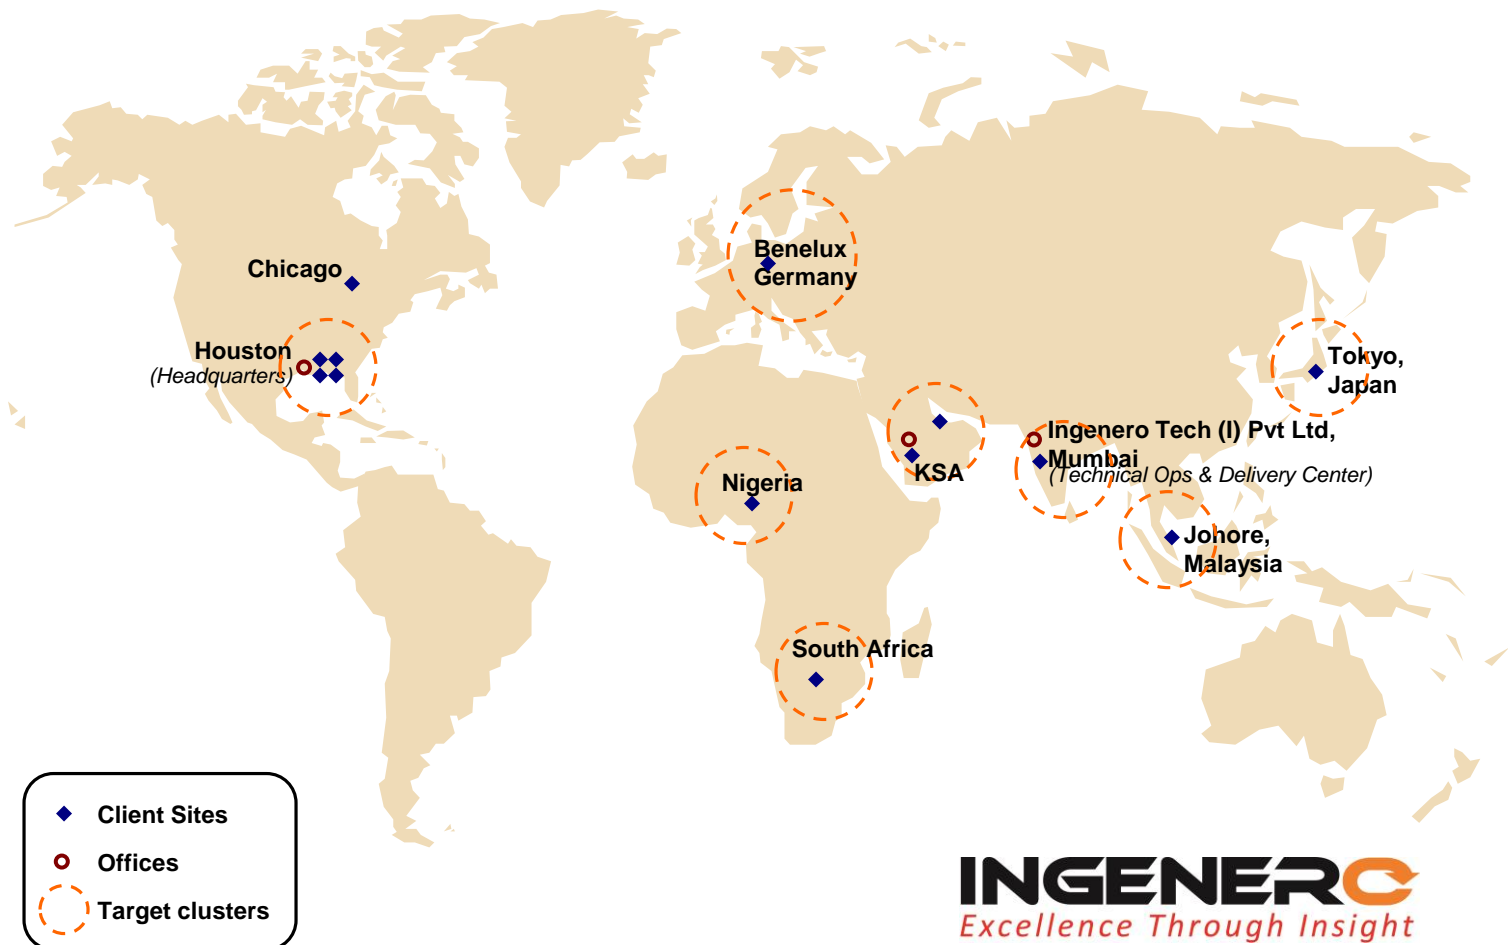 Benelux
Germany
Chicago
Houston
(Headquarters)
Tokyo,
Japan
Ingenero Tech (I) Pvt Ltd,
Mumbai
(Technical Ops & Delivery Center)
KSA
Nigeria
Johore,
Malaysia
South Africa
Client Sites
Offices
Target clusters
INGENERO
Excellence Through Insight